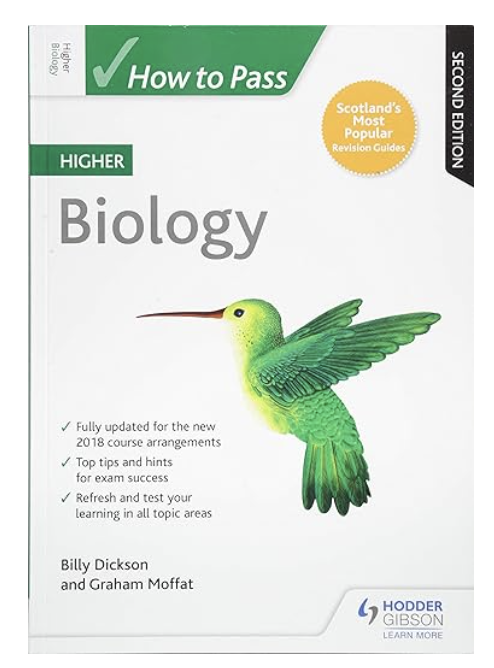 Higher
Biology
How to Pass
Scotland's
Most
Popular
Revision Guides
SECOND EDITION
HIGHER
Biology
✓ Fully updated for the new
2018 course arrangements
✓ Top tips and hints
for exam success
✓ Refresh and test your
learning in all topic areas
Billy Dickson
and Graham Moffat
HODDER
GIBSON
LEARN MORE